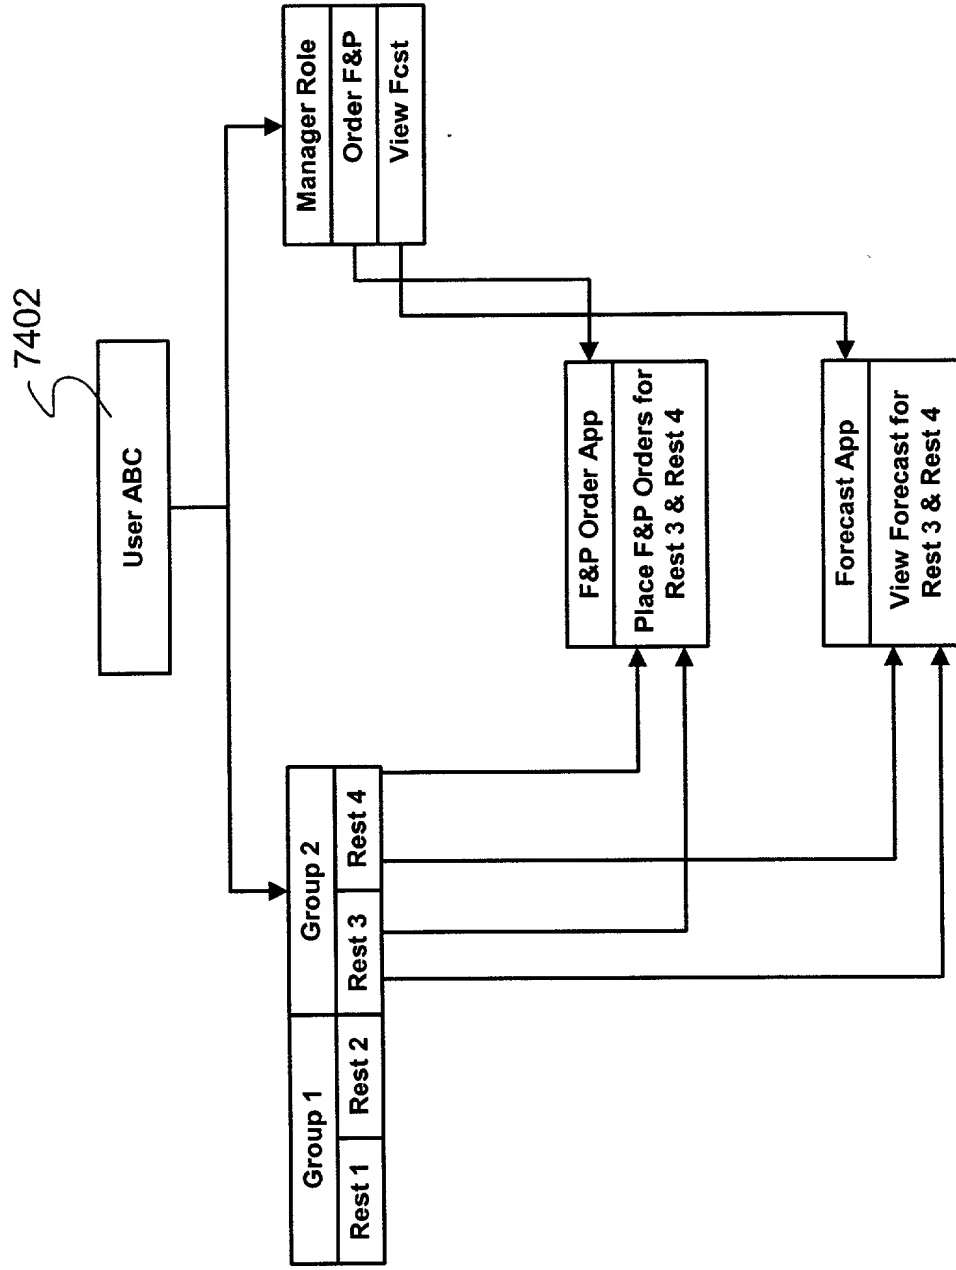 7402
User ABC
Group 1
Group 2
Rest 1
Rest 2
Rest 3
Rest 4
Manager Role
Order F&P
View Fcst
F&P Order App
Place F&P Orders for
Rest 3 & Rest 4
Forecast App
View Forecast for
Rest 3 & Rest 4